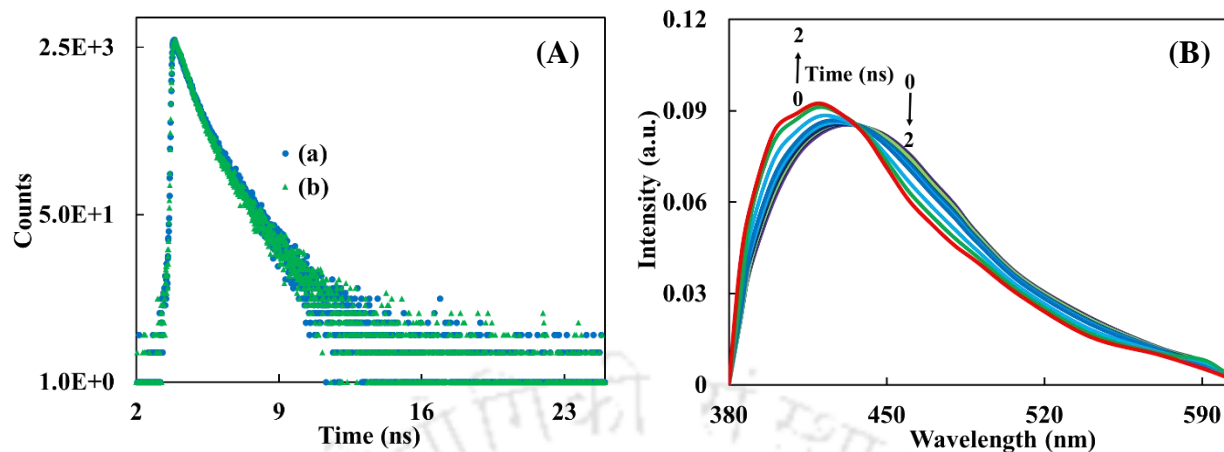 (A)
2.5E+3
5.0E+1
1.0E+0
Counts
(a)
(b)
2 9 16 23
Time (ns)
(B)
0.12
0.09
0.06
0.03
0
Intensity (a.u.)
2
Time (ns)
0
0
2
380 450 520 590
Wavelength (nm)